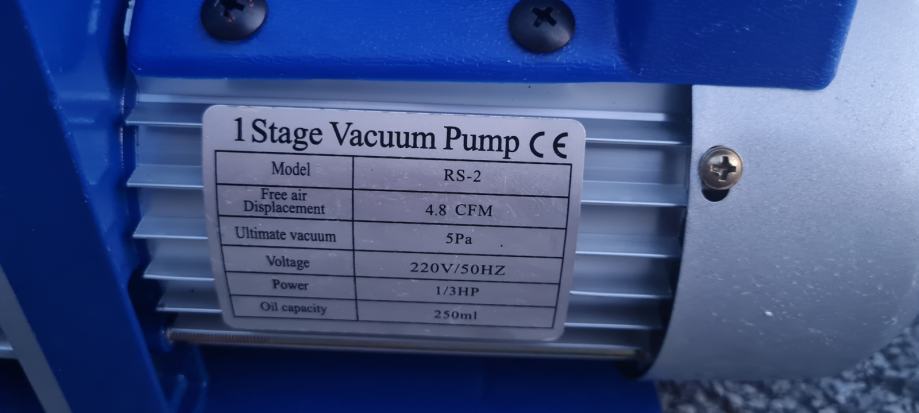 1 Stage Vacuum Pump CE
Model RS-2
Free air
Displacement 4.8 CFM
Ultimate vacuum 5Pa
Voltage 220V/50HZ
Power 1/3HP
Oil capacity 250ml